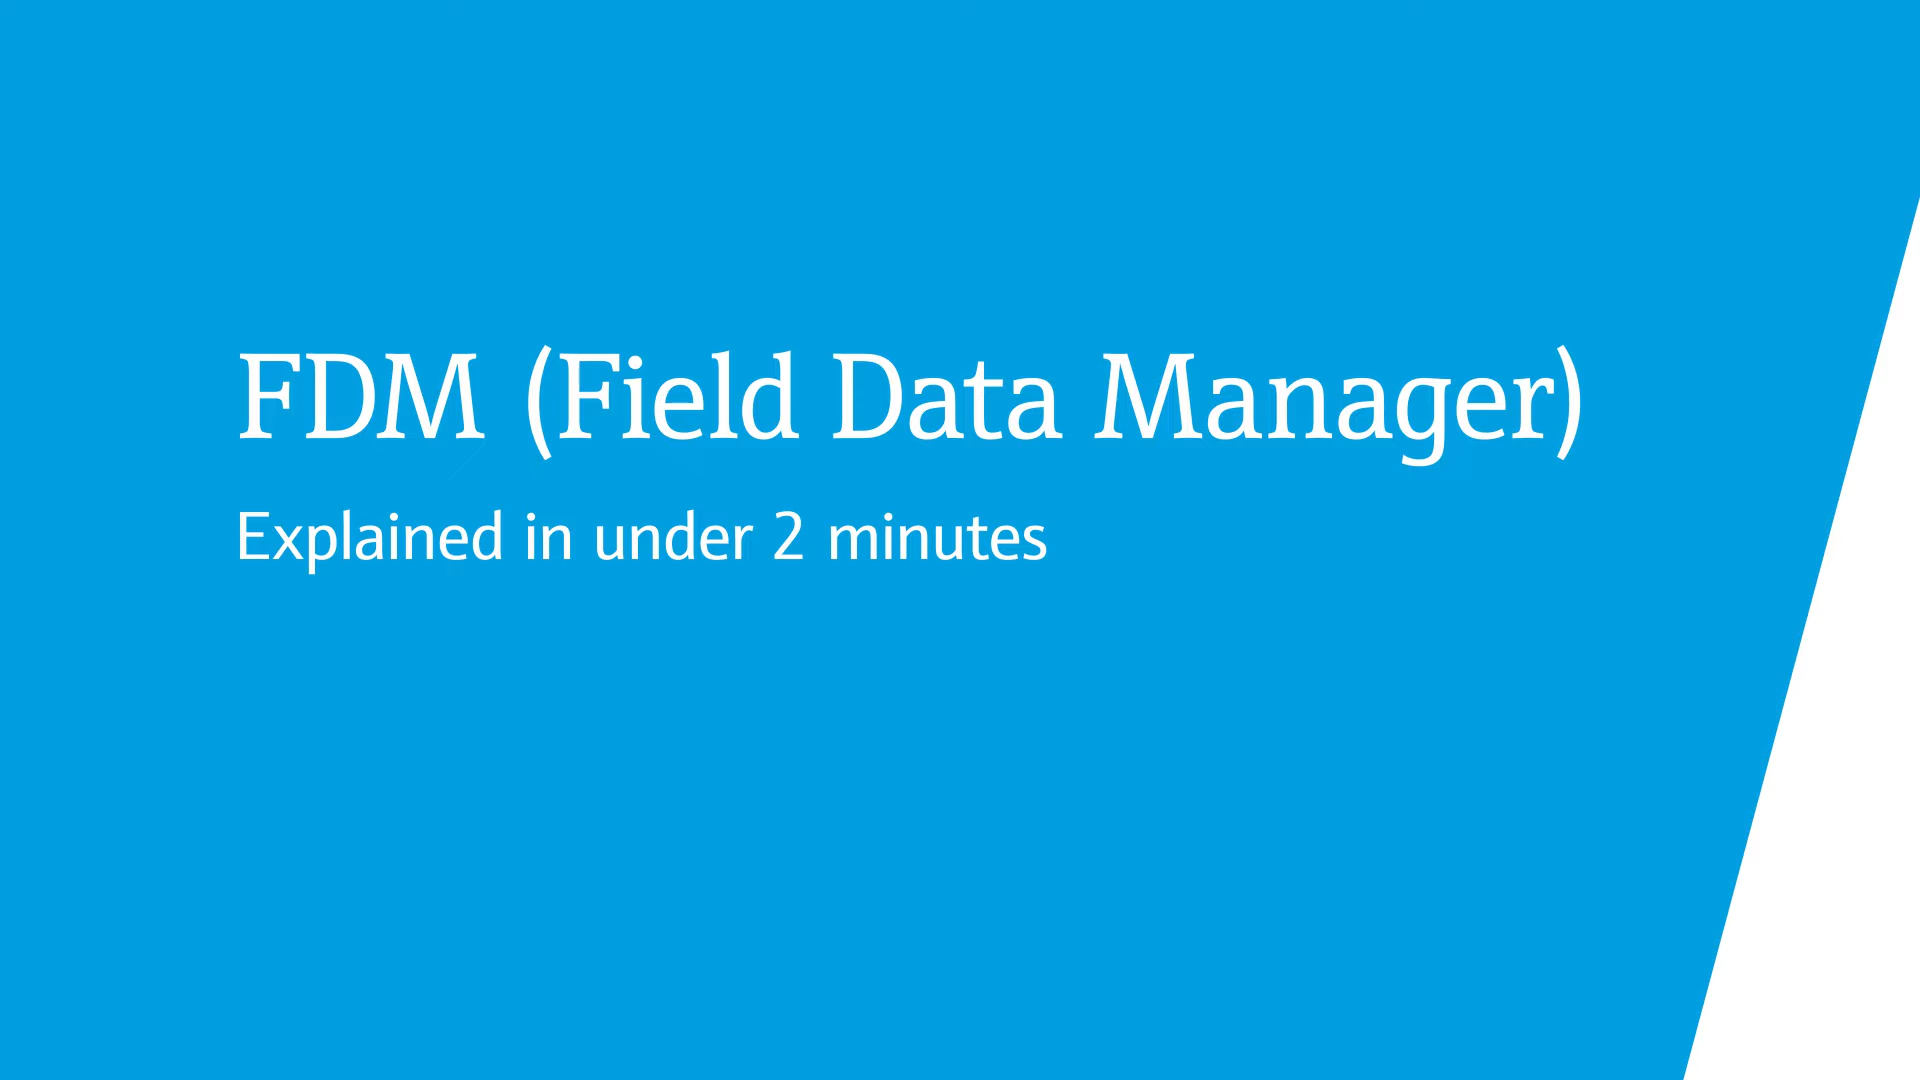 FDM (Field Data Manager)
Explained in under 2 minutes